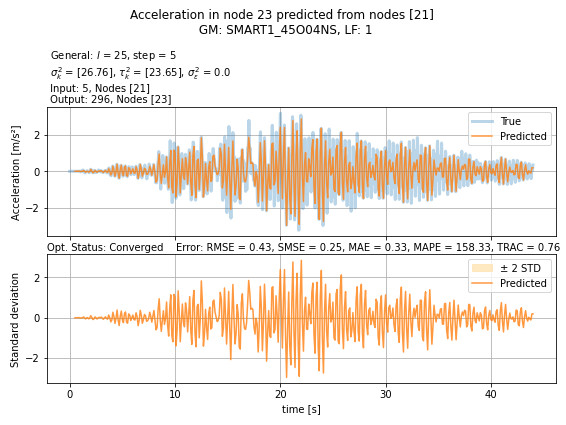 Acceleration in node 23 predicted from nodes [21]
GM: SMART1_45O04NS, LF: 1
General: l = 25, step = 5
σ²ₖ = [26.76], τ²ₖ = [23.65], σ²ε = 0.0
Input: 5, Nodes [21]
Output: 296, Nodes [23]
Acceleration [m/s²]
2
0
−2
True
Predicted
Opt. Status: Converged Error: RMSE = 0.43, SMSE = 0.25, MAE = 0.33, MAPE = 158.33, TRAC = 0.76
Standard deviation
2
0
−2
± 2 STD
Predicted
0 10 20 30 40
time [s]